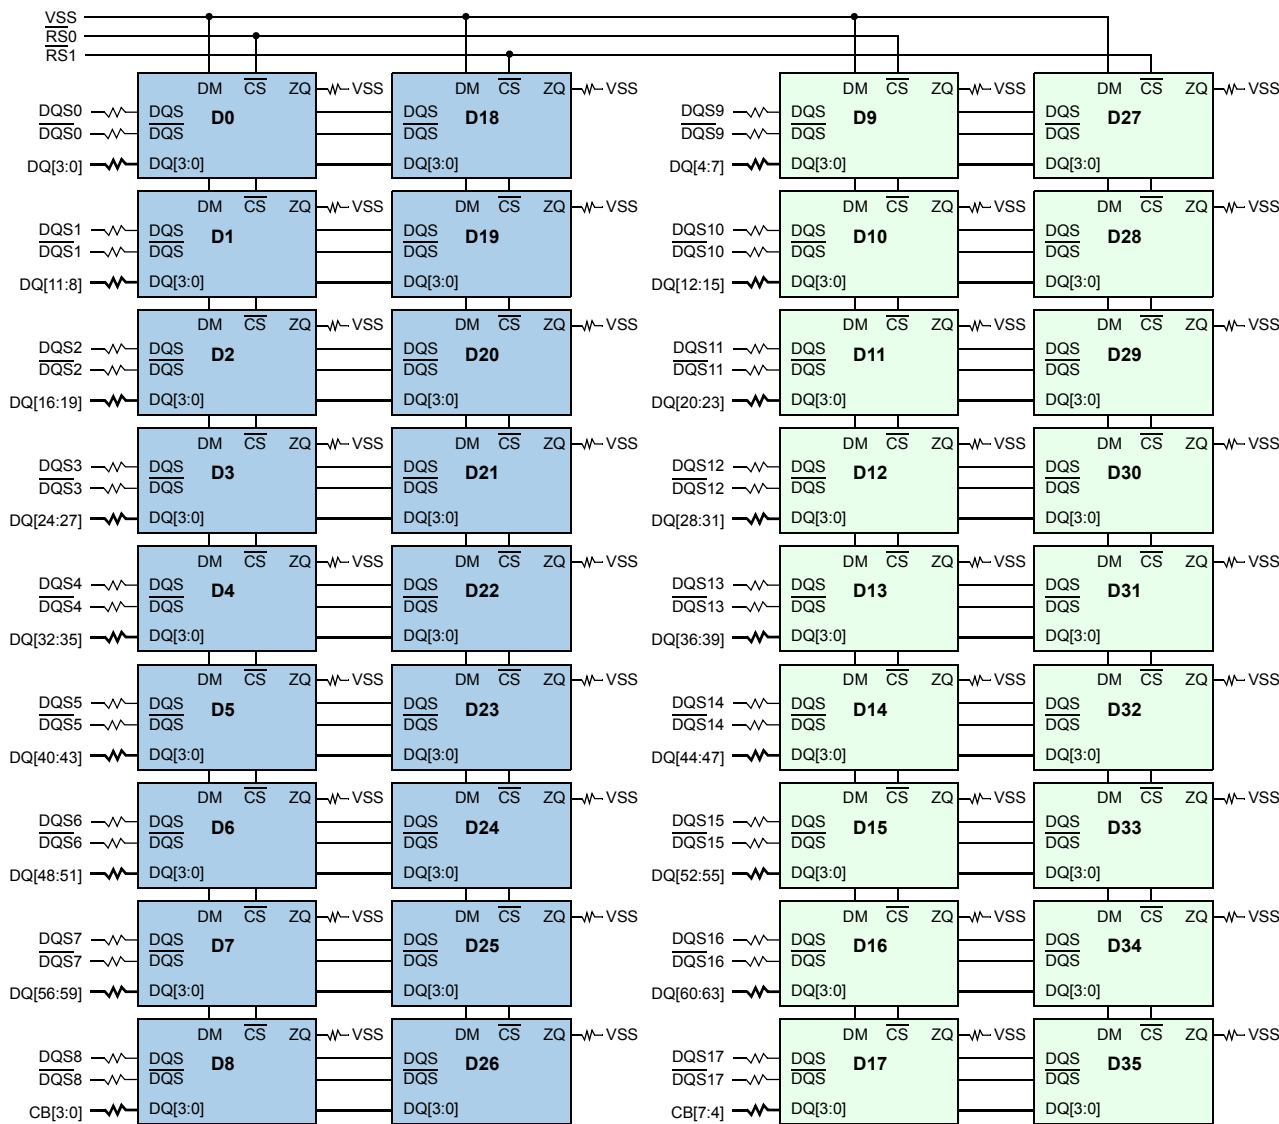 VSS
RS0
RS1
DM CS ZQ VSS DM CS ZQ VSS DM CS ZQ VSS DM CS ZQ VSS
DQS0 DQS D0 DQS D18 DQS9 DQS D9 DQS D27
DQS0 DQS DQS DQS9 DQS DQS
DQ[3:0] DQ[3:0] DQ[3:0] DQ[4:7] DQ[3:0] DQ[3:0]
DM CS ZQ VSS DM CS ZQ VSS DM CS ZQ VSS DM CS ZQ VSS
DQS1 DQS D1 DQS D19 DQS10 DQS D10 DQS D28
DQS1 DQS DQS DQS10 DQS DQS
DQ[11:8] DQ[3:0] DQ[3:0] DQ[12:15] DQ[3:0] DQ[3:0]
DM CS ZQ VSS DM CS ZQ VSS DM CS ZQ VSS DM CS ZQ VSS
DQS2 DQS D2 DQS D20 DQS11 DQS D11 DQS D29
DQS2 DQS DQS DQS11 DQS DQS
DQ[16:19] DQ[3:0] DQ[3:0] DQ[20:23] DQ[3:0] DQ[3:0]
DM CS ZQ VSS DM CS ZQ VSS DM CS ZQ VSS DM CS ZQ VSS
DQS3 DQS D3 DQS D21 DQS12 DQS D12 DQS D30
DQS3 DQS DQS DQS12 DQS DQS
DQ[24:27] DQ[3:0] DQ[3:0] DQ[28:31] DQ[3:0] DQ[3:0]
DM CS ZQ VSS DM CS ZQ VSS DM CS ZQ VSS DM CS ZQ VSS
DQS4 DQS D4 DQS D22 DQS13 DQS D13 DQS D31
DQS4 DQS DQS DQS13 DQS DQS
DQ[32:35] DQ[3:0] DQ[3:0] DQ[36:39] DQ[3:0] DQ[3:0]
DM CS ZQ VSS DM CS ZQ VSS DM CS ZQ VSS DM CS ZQ VSS
DQS5 DQS D5 DQS D23 DQS14 DQS D14 DQS D32
DQS5 DQS DQS DQS14 DQS DQS
DQ[40:43] DQ[3:0] DQ[3:0] DQ[44:47] DQ[3:0] DQ[3:0]
DM CS ZQ VSS DM CS ZQ VSS DM CS ZQ VSS DM CS ZQ VSS
DQS6 DQS D6 DQS D24 DQS15 DQS D15 DQS D33
DQS6 DQS DQS DQS15 DQS DQS
DQ[48:51] DQ[3:0] DQ[3:0] DQ[52:55] DQ[3:0] DQ[3:0]
DM CS ZQ VSS DM CS ZQ VSS DM CS ZQ VSS DM CS ZQ VSS
DQS7 DQS D7 DQS D25 DQS16 DQS D16 DQS D34
DQS7 DQS DQS DQS16 DQS DQS
DQ[56:59] DQ[3:0] DQ[3:0] DQ[60:63] DQ[3:0] DQ[3:0]
DM CS ZQ VSS DM CS ZQ VSS DM CS ZQ VSS DM CS ZQ VSS
DQS8 DQS D8 DQS D26 DQS17 DQS D17 DQS D35
DQS8 DQS DQS DQS17 DQS DQS
CB[3:0] DQ[3:0] DQ[3:0] CB[7:4] DQ[3:0] DQ[3:0]